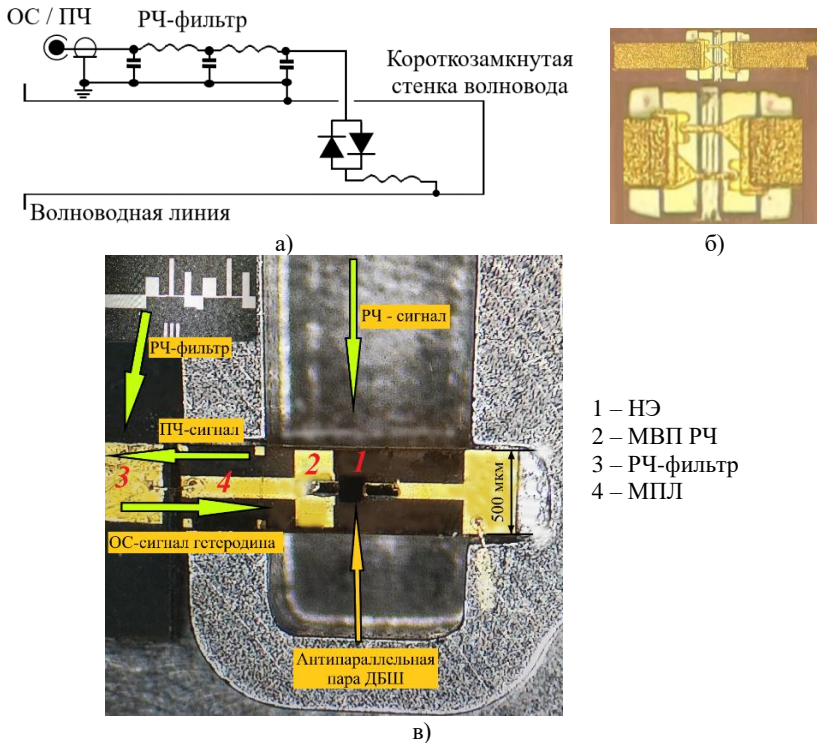 ОС / ПЧ
РЧ-фильтр
Короткозамкнутая
стенка волновода
Волноводная линия
а)
б)
РЧ - сигнал
РЧ-фильтр
ПЧ-сигнал
3
4
2
1
500 мкм
ОС-сигнал гетеродина
Антипараллельная
пара ДБШ
в)
1 – НЭ
2 – МВП РЧ
3 – РЧ-фильтр
4 – МПЛ